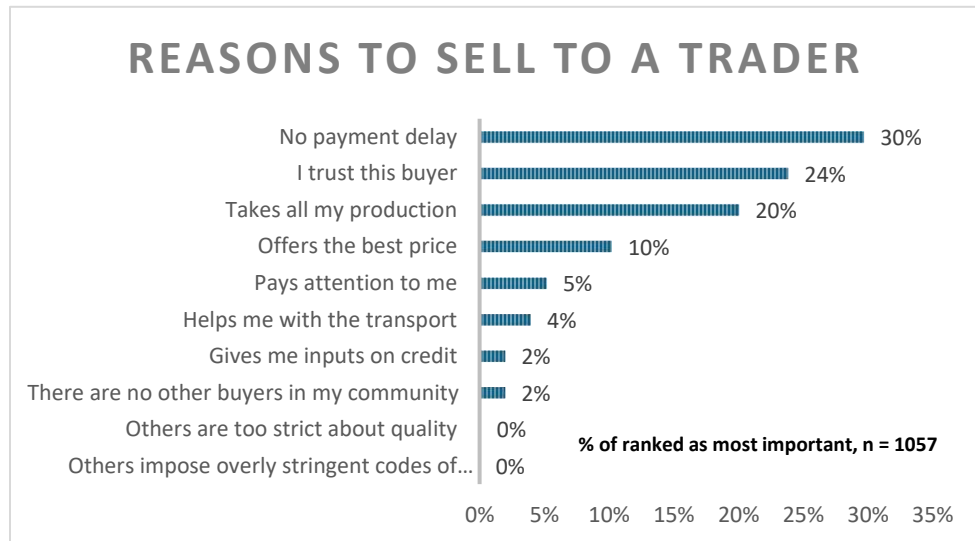 REASONS TO SELL TO A TRADER
No payment delay 30%
I trust this buyer 24%
Takes all my production 20%
Offers the best price 10%
Pays attention to me 5%
Helps me with the transport 4%
Gives me inputs on credit 2%
There are no other buyers in my community 2%
Others are too strict about quality 0%
% of ranked as most important, n = 1057
Others impose overly stringent codes of... 0%
0% 5% 10% 15% 20% 25% 30% 35%